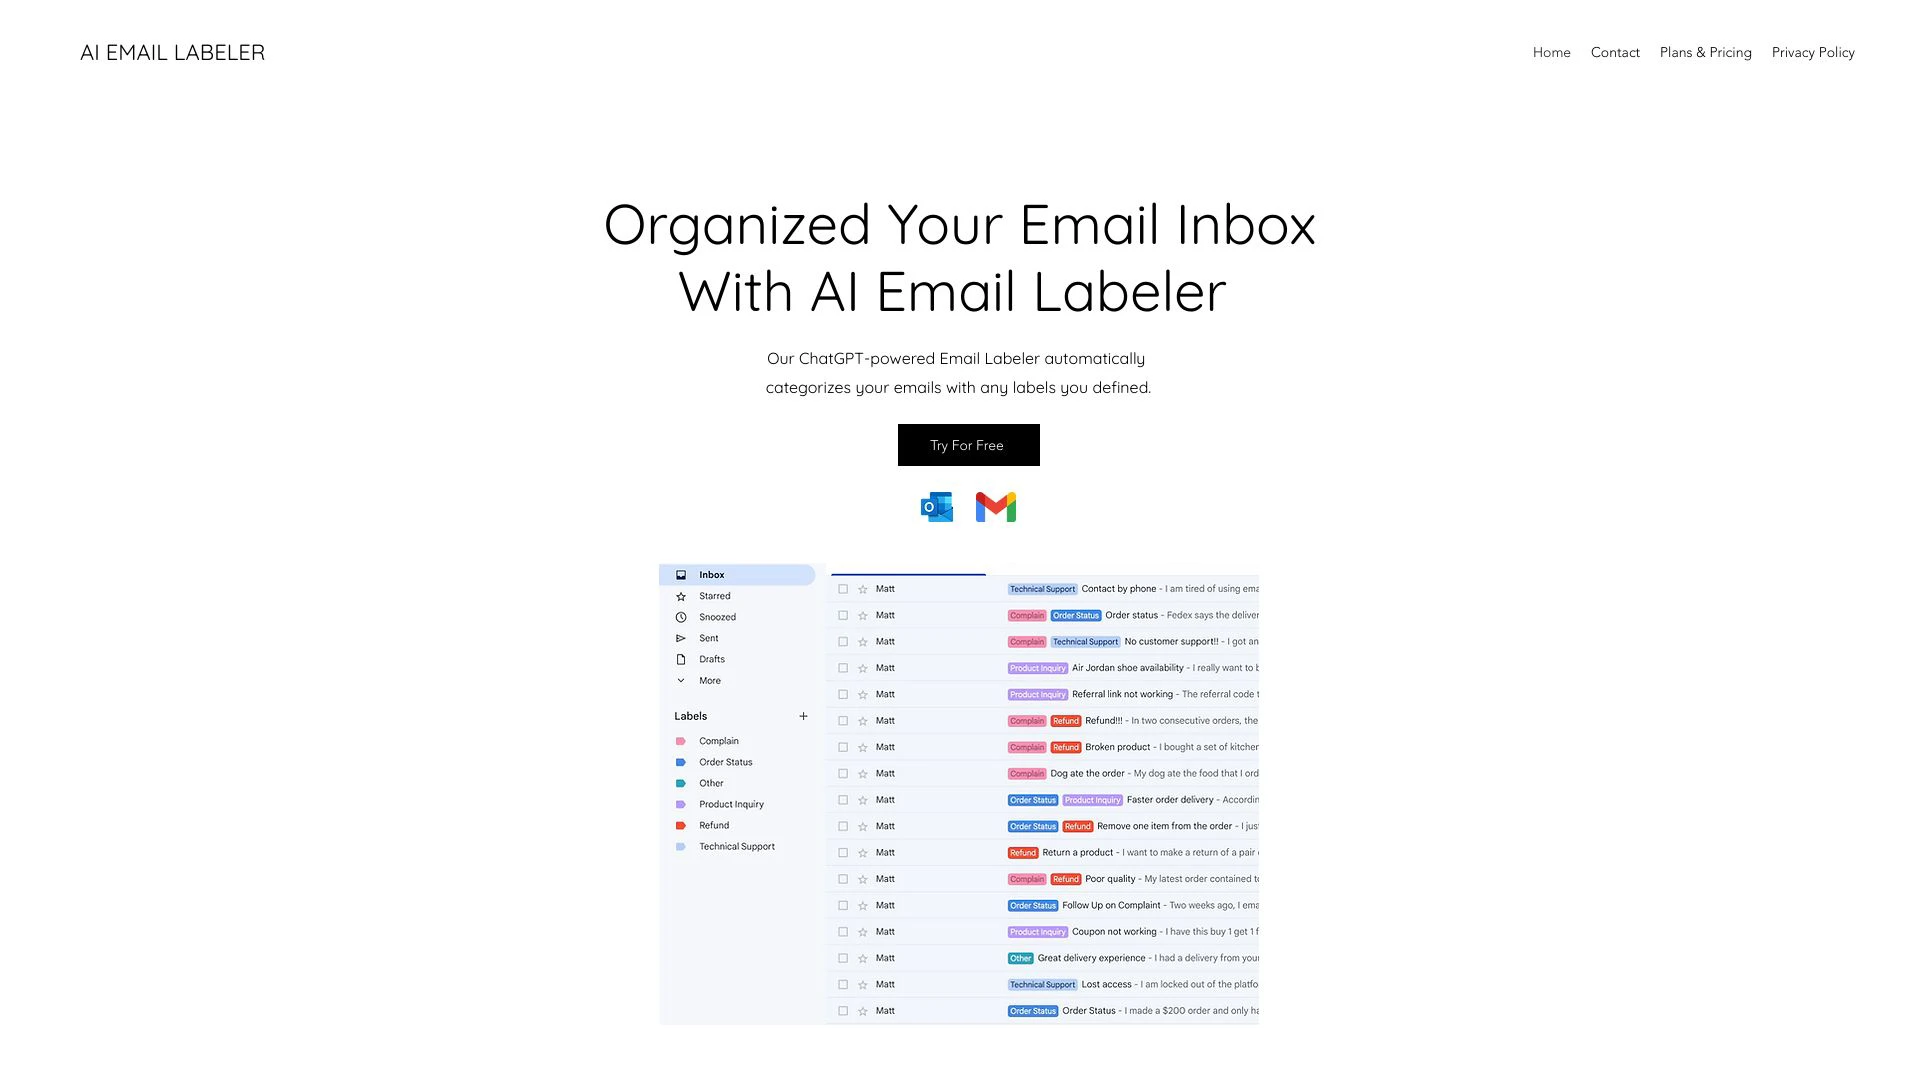 AI EMAIL LABELER
Home Contact Plans & Pricing Privacy Policy
Organized Your Email Inbox
With AI Email Labeler
Our ChatGPT-powered Email Labeler automatically
categorizes your emails with any labels you defined.
Try For Free
Inbox
Starred
Snoozed
Sent
Drafts
More
Labels
Complain
Order Status
Other
Product Inquiry
Refund
Technical Support
Matt Technical Support Contact by phone - I am tired of using
Matt Complain Order Status Order status - Fedex says the
Matt Complain Technical Support No customer support!! - I got
Matt Product Inquiry Air Jordan shoe availability - I really want to
Matt Product Inquiry Referral link not working - The referral code
Matt Complain Refund Refund!!! - In two consecutive orders, the
Matt Complain Refund Broken product - I bought a set of
Matt Complain Dog ate the order - My dog ate the food that I
Matt Order Status Product Inquiry Faster order delivery -
Matt Order Status Refund Remove one item from the order - I
Matt Refund Return a product - I want to make a return of a pair
Matt Complain Refund Poor quality - My latest order contained
Matt Order Status Follow Up on Complaint - Two weeks ago, I
Matt Product Inquiry Coupon not working - I have this buy 1 get 1
Matt Other Great delivery experience - I had a delivery from
Matt Technical Support Lost access - I am locked out of the
Matt Order Status Order Status - I made a $200 order and only